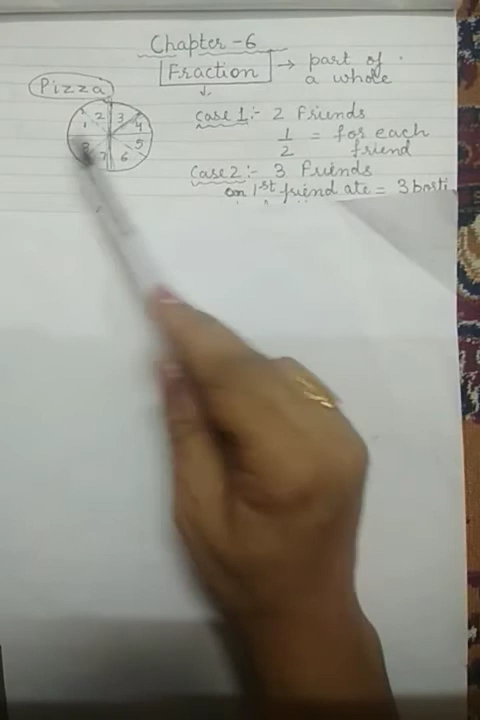 Chapter - 6
Fraction → part of a whole
Pizza
1 2 3 4 5 6 7 8
Case 1:- 2 Friends
1/2 = for each friend
Case 2:- 3 Friends
1st friend ate = 3